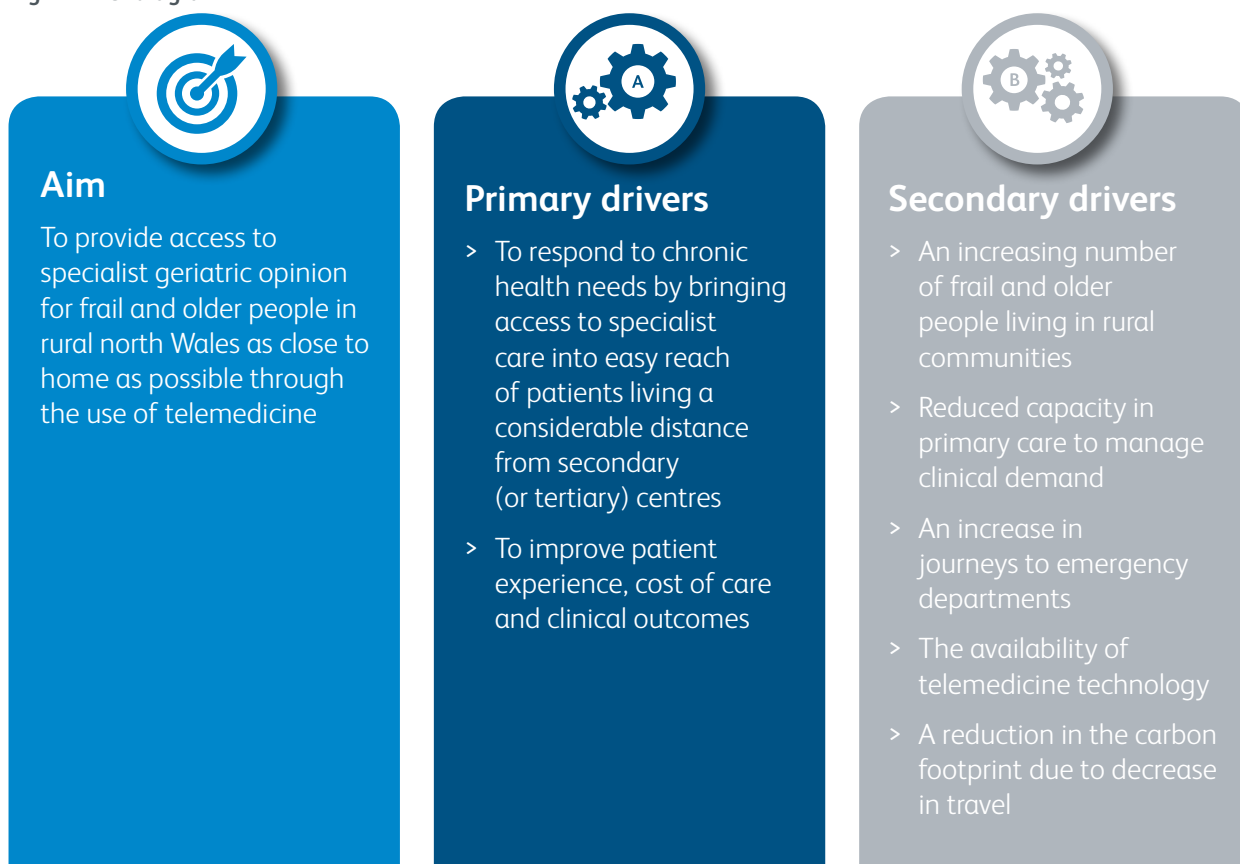 Aim
To provide access to
specialist geriatric opinion
for frail and older people in
rural north Wales as close to
home as possible through
the use of telemedicine
A
Primary drivers
> To respond to chronic
health needs by bringing
access to specialist
care into easy reach
of patients living a
considerable distance
from secondary
(or tertiary) centres
> To improve patient
experience, cost of care
and clinical outcomes
B
Secondary drivers
> An increasing number
of frail and older
people living in rural
communities
> Reduced capacity in
primary care to manage
clinical demand
> An increase in
journeys to emergency
departments
> The availability of
telemedicine technology
> A reduction in the carbon
footprint due to decrease
in travel